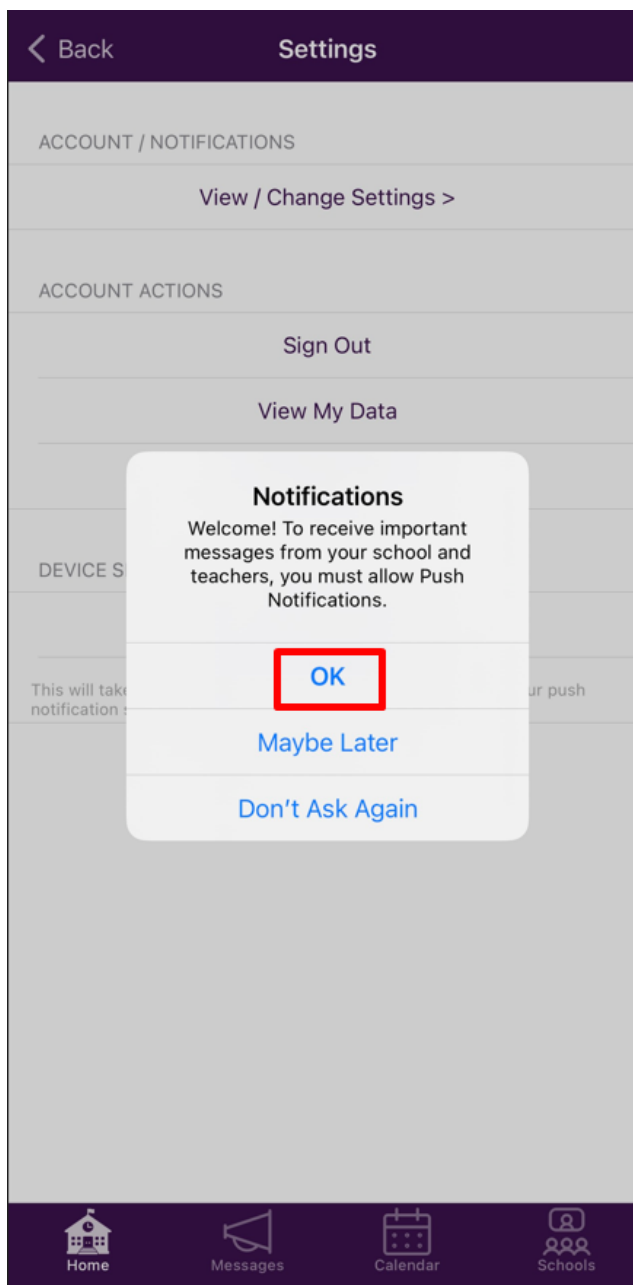 Back
Settings
ACCOUNT / NOTIFICATIONS
View / Change Settings >
ACCOUNT ACTIONS
Sign Out
View My Data
Notifications
Welcome! To receive important
messages from your school and
teachers, you must allow Push
Notifications.
DEVICE S
OK
This will take
ur push
notification
Maybe Later
Don't Ask Again
Home
Messages
Calendar
Schools